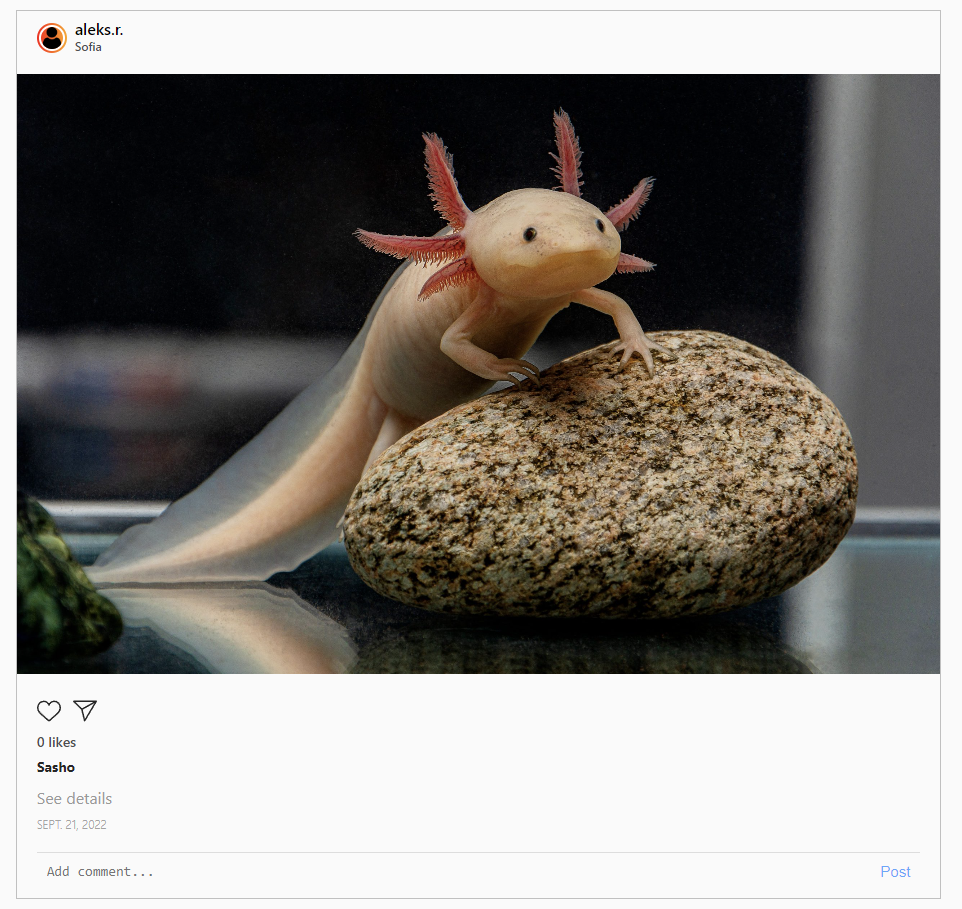 aleks.r.
Sofia
0 likes
Sasho
See details
SEPT. 21, 2022
Add comment...
Post